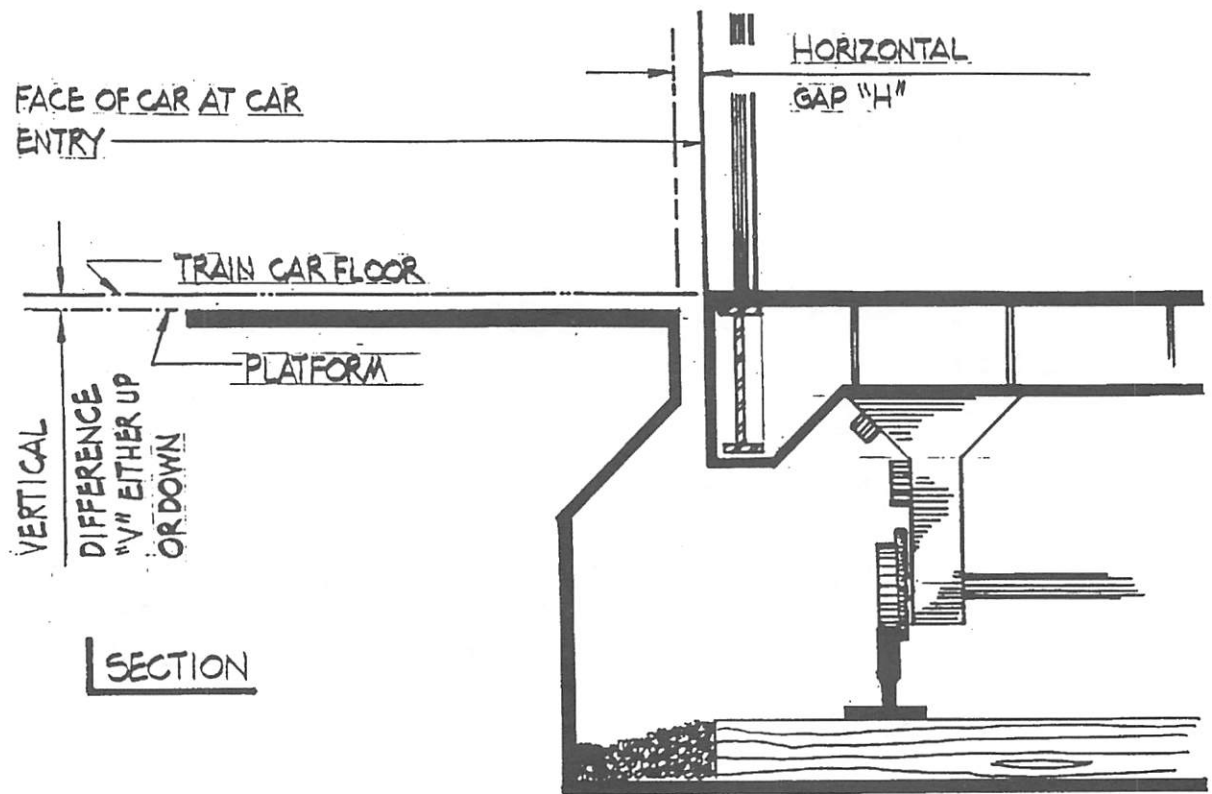 HORIZONTAL
GAP "H"
FACE OF CAR AT CAR
ENTRY
TRAIN CAR FLOOR
PLATFORM
VERTICAL
DIFFERENCE
"V" EITHER UP
OR DOWN
SECTION